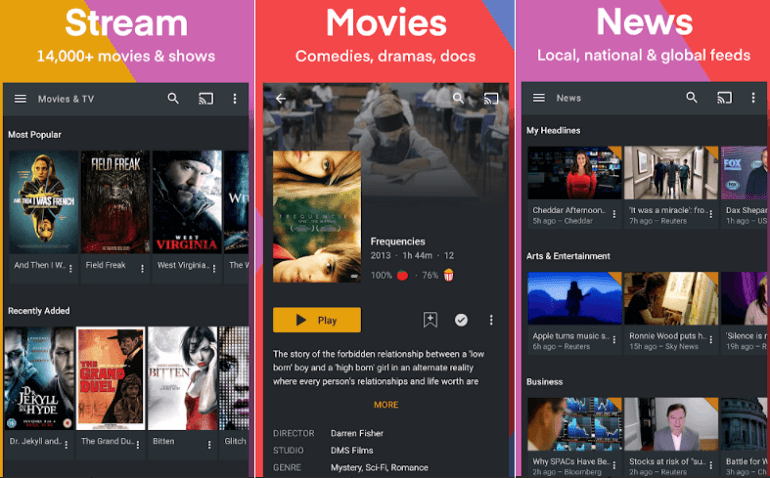 Stream
14,000+ movies & shows
Movies & TV
Most Popular
AND THEN I WAS FRENCH
FIELD FREAK
WEST VIRGINIA
And Then I W..
Field Freak
West Virginia..
The W
Recently Added
DR. JEKYLL AND MR. HYDE
THE GRAND DUEL
BITTEN
Dr. Jekyll and..
The Grand Du..
Bitten
Glitch
Movies
Comedies, dramas, docs
FREQUENCIES
Frequencies
2013 · 1h 44m · 12
100% 76%
Play
The story of the forbidden relationship between a 'low
born' boy and a 'high born' girl in an alternate reality
where every person's relationships and life worth are
MORE
DIRECTOR Darren Fisher
STUDIO DMS Films
GENRE Mystery, Sci-Fi, Romance
News
Local, national & global feeds
News
My Headlines
FOX
Cheddar Afternoon..
5h ago – Cheddar
'It was a miracle': fro..
7h ago – Reuters
Dax Shepar
1h ago – US
Arts & Entertainment
Apple turns music s..
6h ago – Reuters
Ronnie Wood puts h..
15h ago – Sky News
'Silence is n
19h ago – R
Business
Why SPACs Have Be..
2h ago – Bloomberg
Stocks at risk of "su..
2h ago – Reuters
Battle for W
2h ago – R